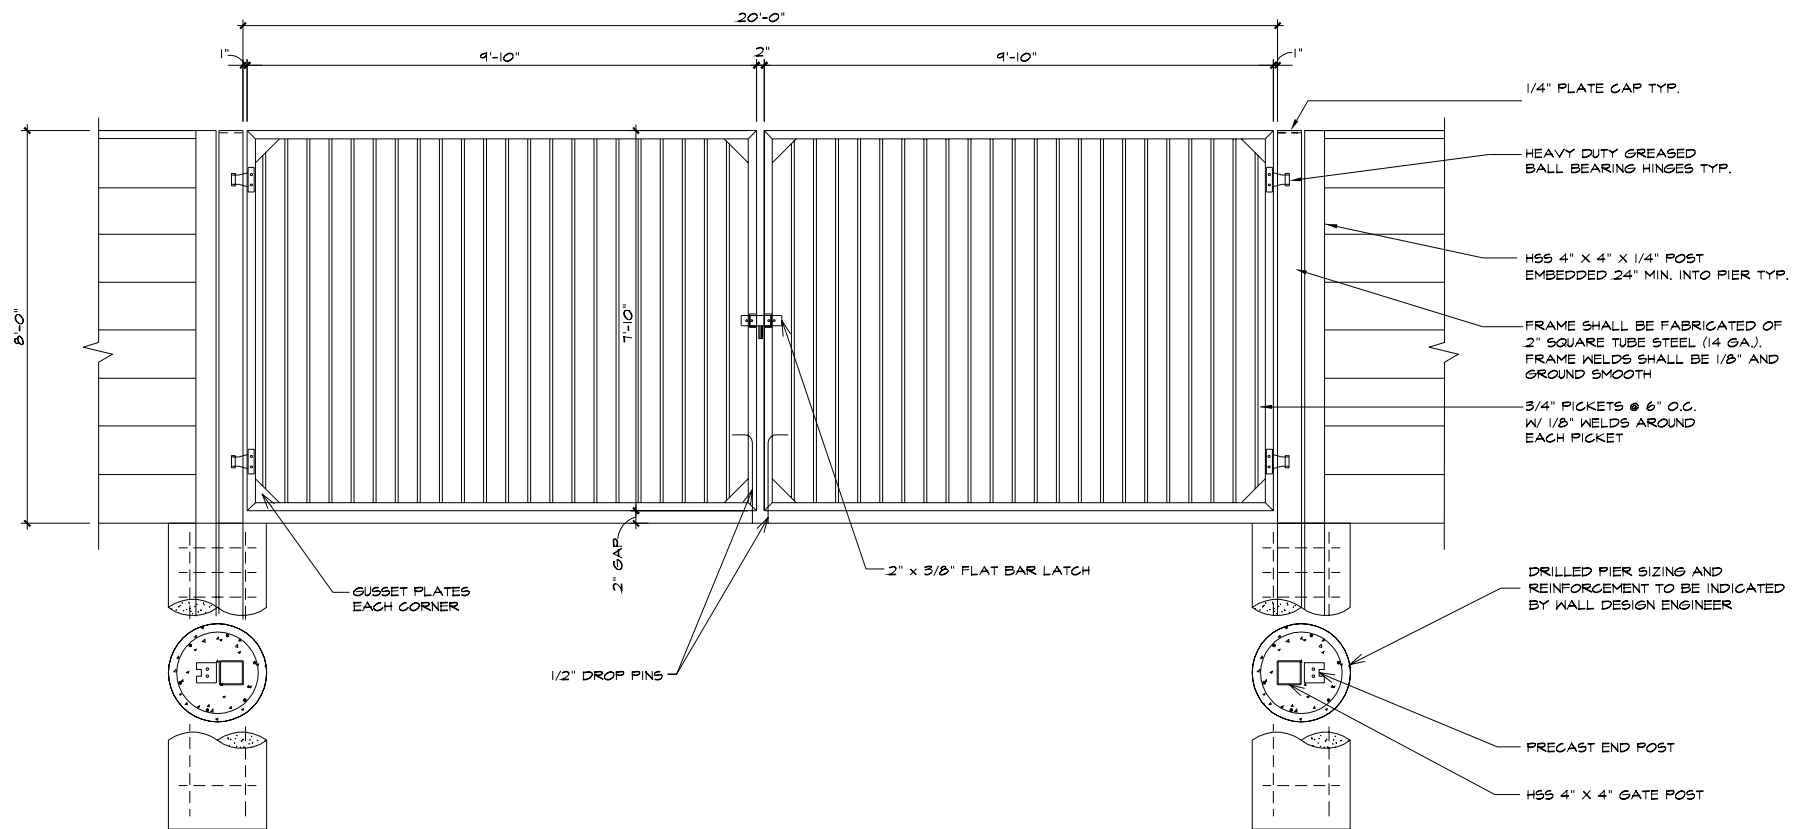 20'-0"
1"
9'-10"
2"
9'-10"
1"
1/4" PLATE CAP TYP.
HEAVY DUTY GREASED
BALL BEARING HINGES TYP.
HSS 4" X 4" X 1/4" POST
EMBEDDED 24" MIN. INTO PIER TYP.
8'-0"
7'-10"
FRAME SHALL BE FABRICATED OF
2" SQUARE TUBE STEEL (14 GA.).
FRAME WELDS SHALL BE 1/8" AND
GROUND SMOOTH
3/4" PICKETS @ 6" O.C.
W/ 1/8" WELDS AROUND
EACH PICKET
2" GAP
2" x 3/8" FLAT BAR LATCH
GUSSET PLATES
EACH CORNER
DRILLED PIER SIZING AND
REINFORCEMENT TO BE INDICATED
BY WALL DESIGN ENGINEER
1/2" DROP PINS
PRECAST END POST
HSS 4" X 4" GATE POST